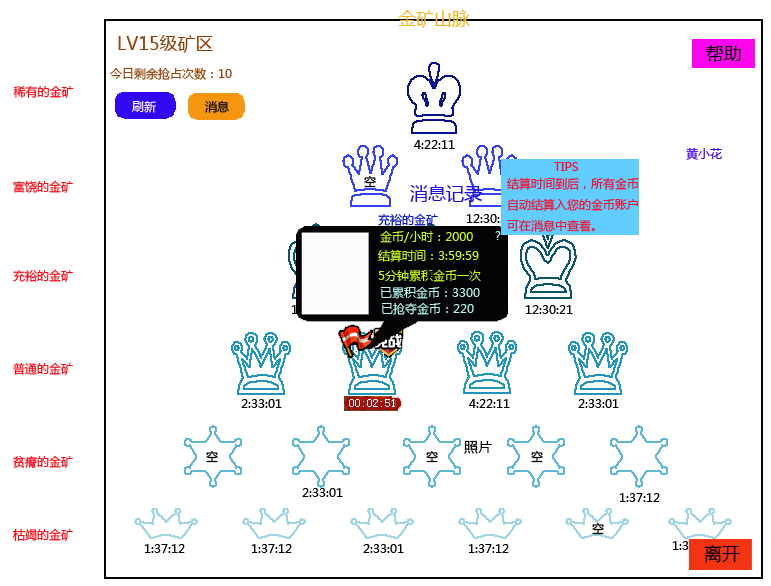 金矿山脉
LV15级矿区
帮助
今日剩余抢占次数：10
稀有的金矿
刷新
消息
4:22:11
黄小花
富饶的金矿
空
消息记录
TIPS
结算时间到后，所有金币
自动结算入您的金币账户
可在消息中查看。
充裕的金矿
金币/小时：2000
?
结算时间：3:59:59
5分钟累积金币一次
已累积金币：3300
已抢夺金币：220
充裕的金矿
12:30:21
普通的金矿
2:33:01
00:02:51
4:22:11
2:33:01
贫瘠的金矿
空
2:33:01
空
照片
空
1:37:12
枯竭的金矿
1:37:12
1:37:12
2:33:01
1:37:12
空
离开